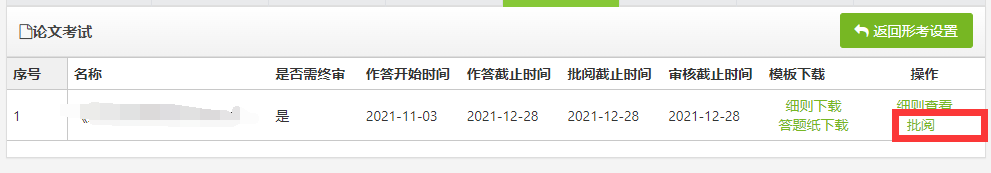 论文考试
返回形考设置
序号 名称 是否需终审 作答开始时间 作答截止时间 批阅截止时间 审核截止时间 模板下载 操作
1 是 2021-11-03 2021-12-28 2021-12-28 2021-12-28 细则下载 细则查看
答题纸下载 批阅